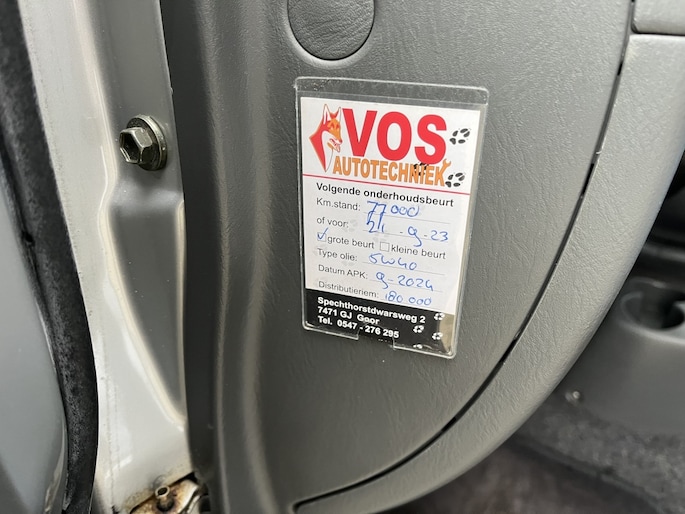 VOS
AUTOTECHNIEK
Volgende onderhoudsbeurt
Km.stand: 77000
of voor: 21-9-23
grote beurt kleine beurt
Type olie: 5W40
Datum APK: 9-2024
Distributieriem: 180 000
Spechthorstdwarsweg 2
7471 GJ Goor
Tel. 0547 - 276 295